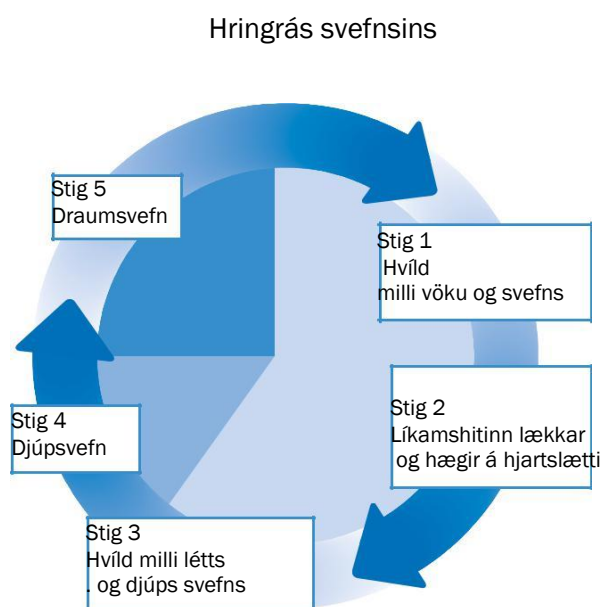 Hringrás svefnsins
Stig 1
Hvíld
milli vöku og svefns
Stig 2
Líkamshitinn lækkar
og hægir á hjartslætti
Stig 3
Hvíld milli létts
. og djúps svefns
Stig 4
Djúpsvefn
Stig 5
Draumsvefn